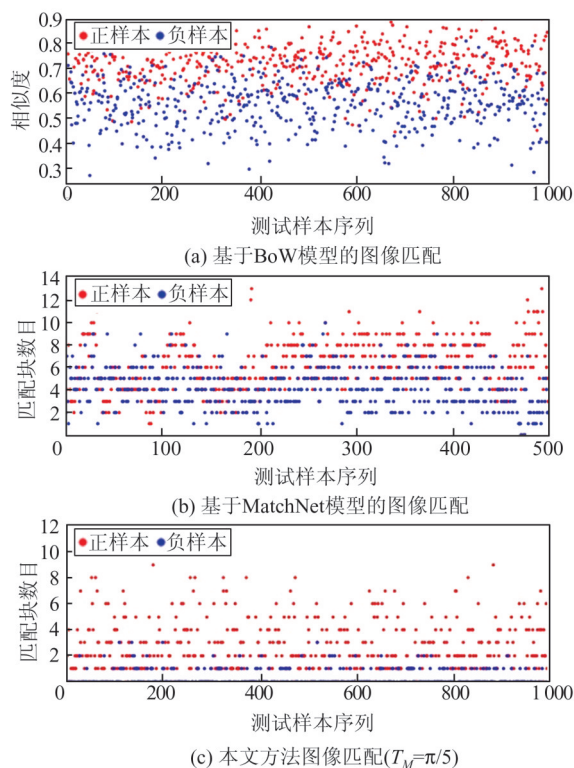 0.9
正样本 负样本
0.8
0.7
0.6
0.5
0.4
0.3
相似度
0 200 400 600 800 1 000
测试样本序列
(a) 基于BoW模型的图像匹配
14
正样本 负样本
12
10
8
6
4
2
匹配块数目
0 100 200 300 400 500
测试样本序列
(b) 基于MatchNet模型的图像匹配
12
正样本 负样本
10
8
6
4
2
匹配块数目
0 200 400 600 800 1 000
测试样本序列
(c) 本文方法图像匹配(T_M=π/5)